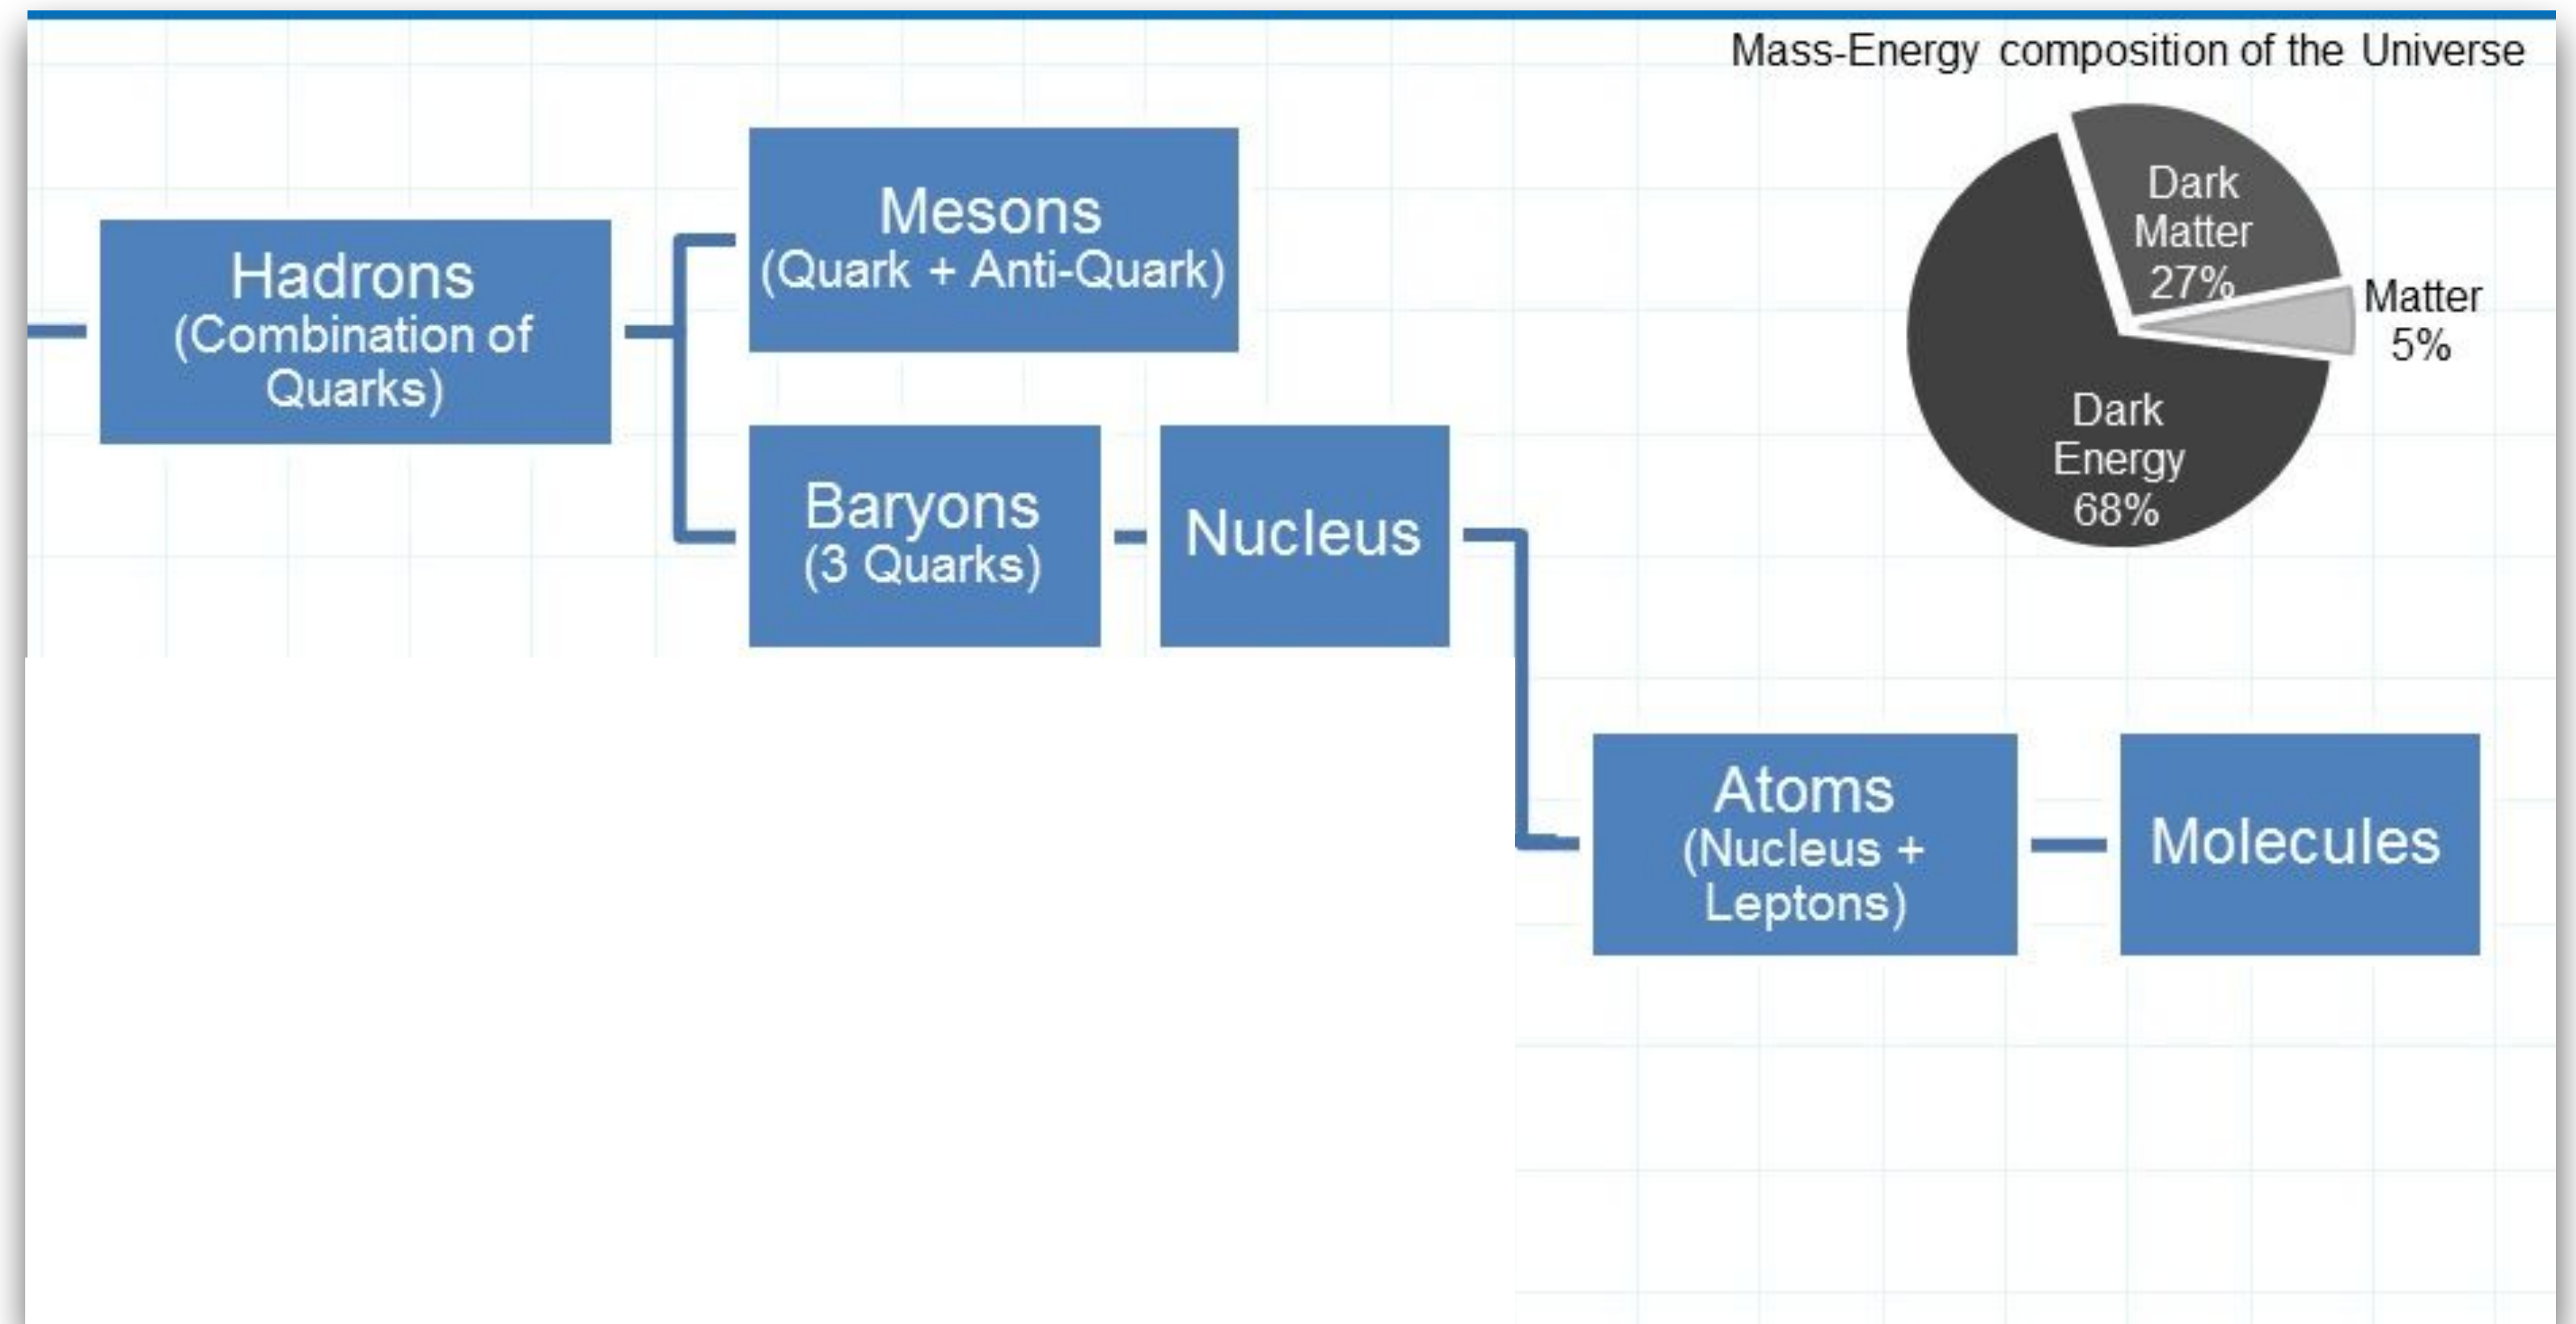 Mass-Energy composition of the Universe
Hadrons
(Combination of
Quarks)
Mesons
(Quark + Anti-Quark)
Baryons
(3 Quarks)
Nucleus
Dark
Matter
27%
Matter
5%
Dark
Energy
68%
Atoms
(Nucleus +
Leptons)
Molecules